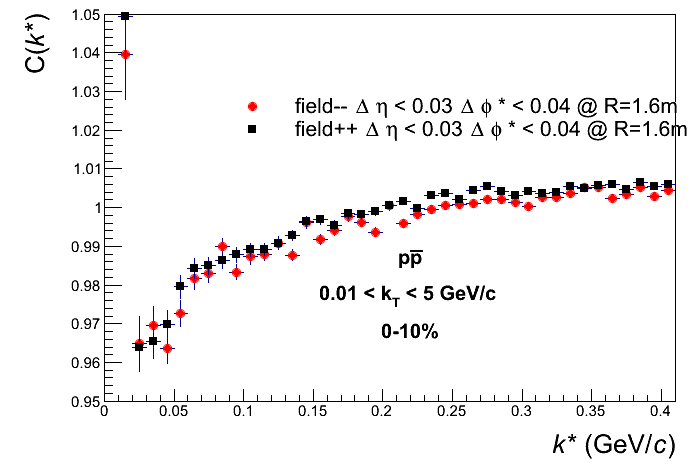 C(k*)
1.05
1.04
1.03
1.02
1.01
1
0.99
0.98
0.97
0.96
0.95
field-- Δ η < 0.03 Δ ϕ * < 0.04 @ R=1.6m
field++ Δ η < 0.03 Δ ϕ * < 0.04 @ R=1.6m
pp̅
0.01 < k_T < 5 GeV/c
0-10%
0 0.05 0.1 0.15 0.2 0.25 0.3 0.35 0.4
k* (GeV/c)